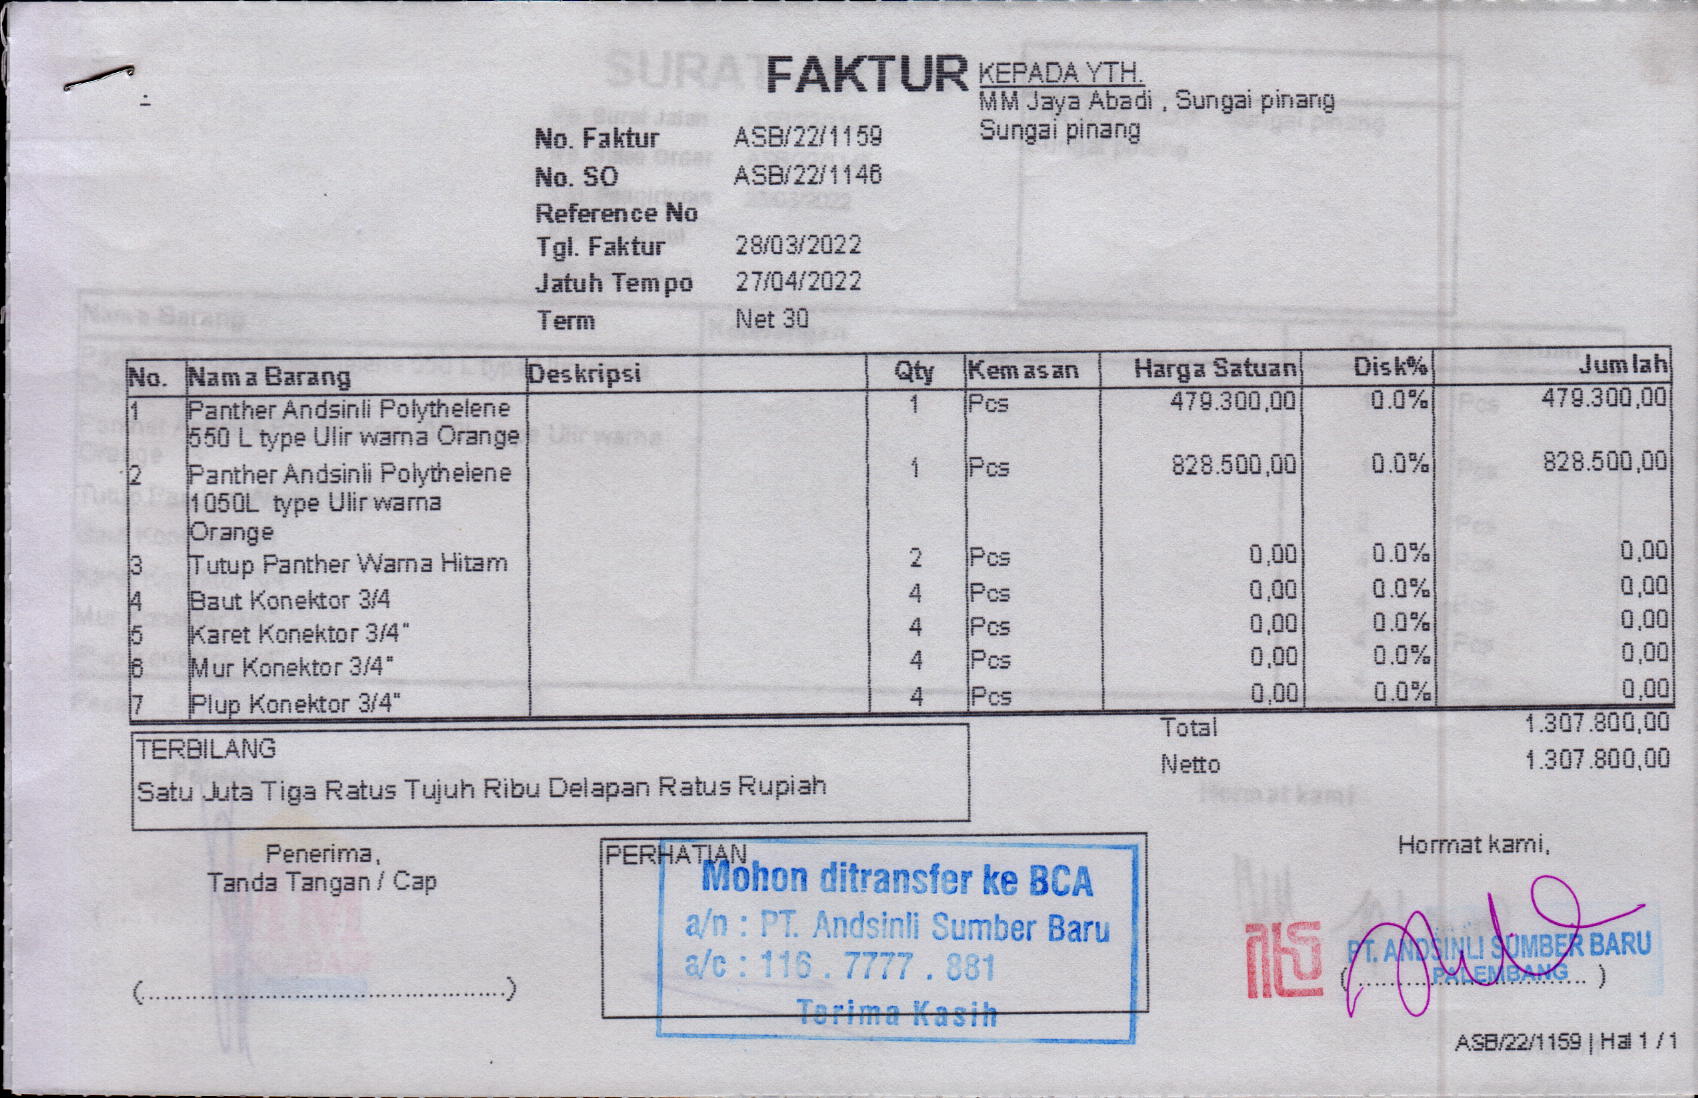 FAKTUR
KEPADA YTH.
MM Jaya Abadi , Sungai pinang
Sungai pinang
No. Faktur ASB/22/1159
No. SO ASB/22/1146
Reference No
Tgl. Faktur 28/03/2022
Jatuh Tempo 27/04/2022
Term Net 30
No. Nama Barang Deskripsi Qty Kemasan Harga Satuan Disk% Jumlah
1 Panther Andsinli Polythelene 1 Pcs 479.300,00 0.0% 479.300,00
550 L type Ulir warna Orange
2 Panther Andsinli Polythelene 1 Pcs 828.500,00 0.0% 828.500,00
1050L type Ulir warna
Orange
3 Tutup Panther Warna Hitam 2 Pcs 0,00 0.0% 0,00
4 Baut Konektor 3/4 4 Pcs 0,00 0.0% 0,00
5 Karet Konektor 3/4" 4 Pcs 0,00 0.0% 0,00
6 Mur Konektor 3/4" 4 Pcs 0,00 0.0% 0,00
7 Plup Konektor 3/4" 4 Pcs 0,00 0.0% 0,00
Total 1.307.800,00
Netto 1.307.800,00
TERBILANG
Satu Juta Tiga Ratus Tujuh Ribu Delapan Ratus Rupiah
Penerima,
Tanda Tangan / Cap
(..............................................)
PERHATIAN
Mohon ditransfer ke BCA
a/n : PT. Andsinli Sumber Baru
a/c : 116 . 7777 . 881
Terima Kasih
Hormat kami,
PT. ANDSINLI SUMBER BARU
PALEMBANG
(..............................)
ASB/22/1159 | Hal 1 / 1